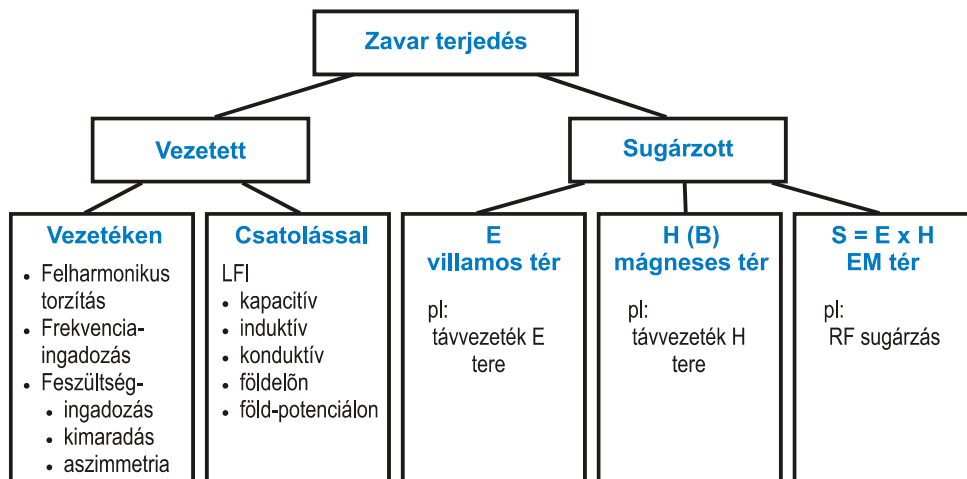 Zavar terjedés
Vezetett
Sugárzott
Vezetéken
• Felharmonikus
torzítás
• Frekvencia-
ingadozás
• Feszültség-
• ingadozás
• kimaradás
• aszimmetria
Csatolással
LFI
• kapacitív
• induktív
• konduktív
• földelõn
• föld-potenciálon
E
villamos tér
pl:
távvezeték E
tere
H (B)
mágneses tér
pl:
távvezeték H
tere
S = E x H
EM tér
pl:
RF sugárzás